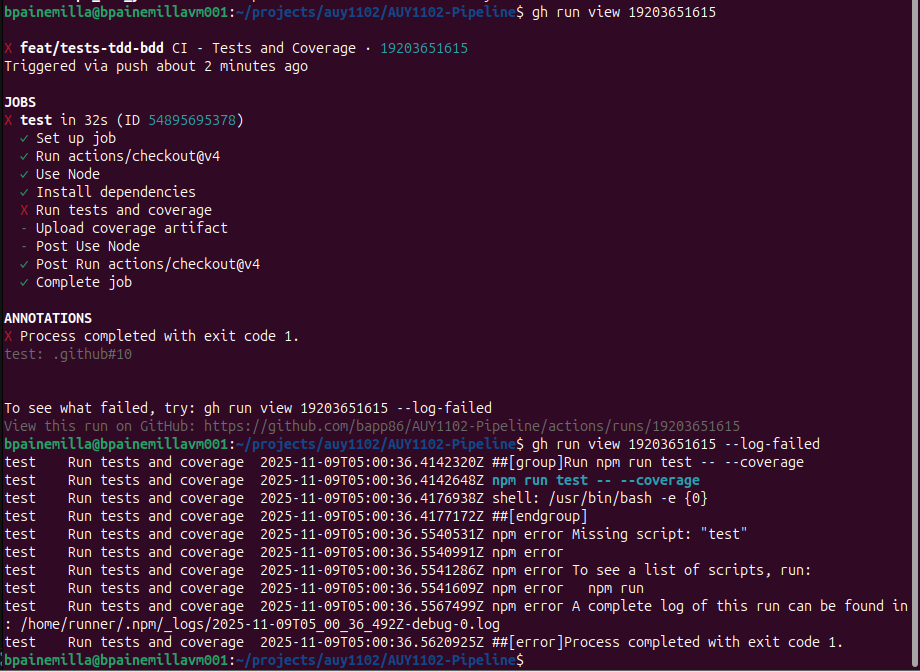 bpainemilla@bpainemillavm001:~/projects/auy1102/AUY1102-Pipeline$ gh run view 19203651615
X feat/tests-tdd-bdd CI - Tests and Coverage · 19203651615
Triggered via push about 2 minutes ago
JOBS
X test in 32s (ID 54895695378)
✓ Set up job
✓ Run actions/checkout@v4
✓ Use Node
✓ Install dependencies
X Run tests and coverage
- Upload coverage artifact
- Post Use Node
✓ Post Run actions/checkout@v4
✓ Complete job
ANNOTATIONS
X Process completed with exit code 1.
test: .github#10
To see what failed, try: gh run view 19203651615 --log-failed
View this run on GitHub: https://github.com/bapp86/AUY1102-Pipeline/actions/runs/19203651615
bpainemilla@bpainemillavm001:~/projects/auy1102/AUY1102-Pipeline$ gh run view 19203651615 --log-failed
test    Run tests and coverage  2025-11-09T05:00:36.4142320Z ##[group]Run npm run test -- --coverage
test    Run tests and coverage  2025-11-09T05:00:36.4142648Z npm run test -- --coverage
test    Run tests and coverage  2025-11-09T05:00:36.4176938Z shell: /usr/bin/bash -e {0}
test    Run tests and coverage  2025-11-09T05:00:36.4177172Z ##[endgroup]
test    Run tests and coverage  2025-11-09T05:00:36.5540531Z npm error Missing script: "test"
test    Run tests and coverage  2025-11-09T05:00:36.5540991Z npm error
test    Run tests and coverage  2025-11-09T05:00:36.5541286Z npm error To see a list of scripts, run:
test    Run tests and coverage  2025-11-09T05:00:36.5541609Z npm error   npm run
test    Run tests and coverage  2025-11-09T05:00:36.5567499Z npm error A complete log of this run can be found in
: /home/runner/.npm/_logs/2025-11-09T05_00_36_492Z-debug-0.log
test    Run tests and coverage  2025-11-09T05:00:36.5620925Z ##[error]Process completed with exit code 1.
bpainemilla@bpainemillavm001:~/projects/auy1102/AUY1102-Pipeline$